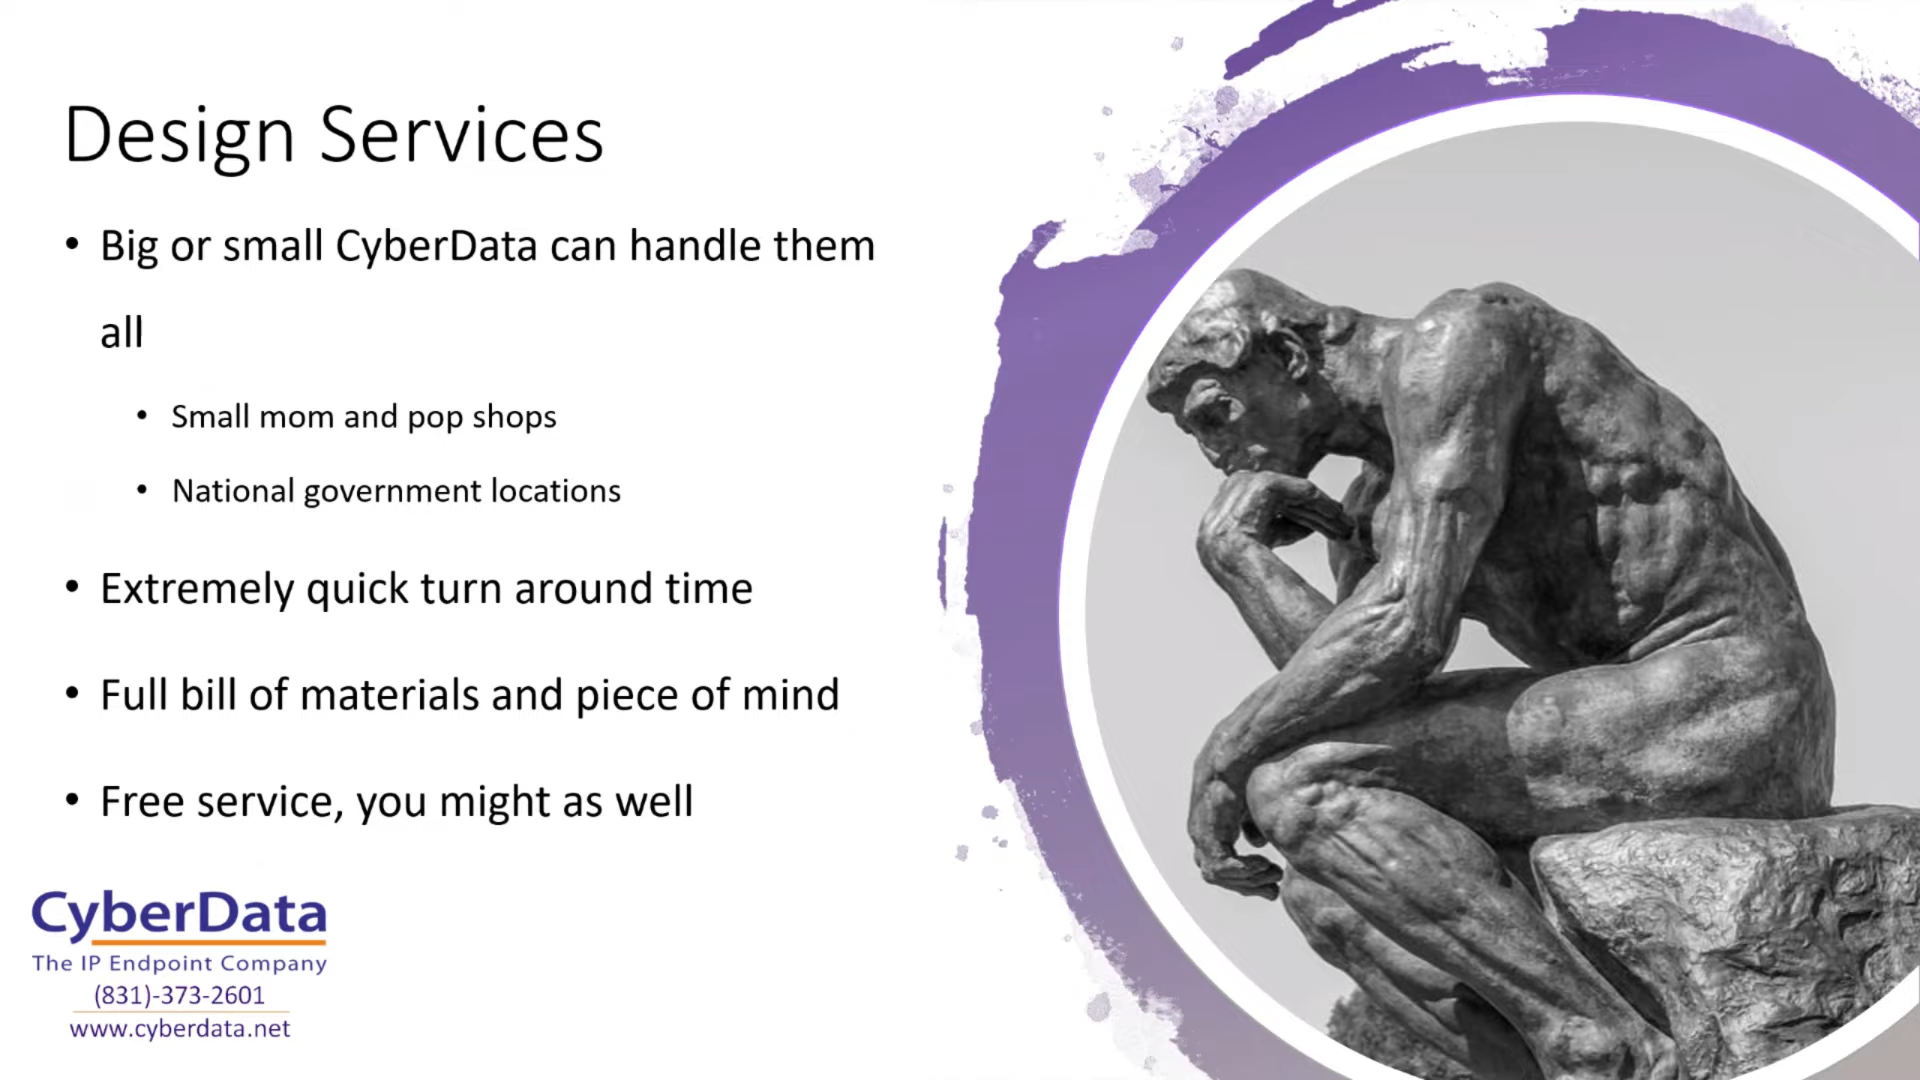 Design Services
• Big or small CyberData can handle them
all
• Small mom and pop shops
• National government locations
• Extremely quick turn around time
• Full bill of materials and piece of mind
• Free service, you might as well
CyberData
The IP Endpoint Company
(831)-373-2601
www.cyberdata.net